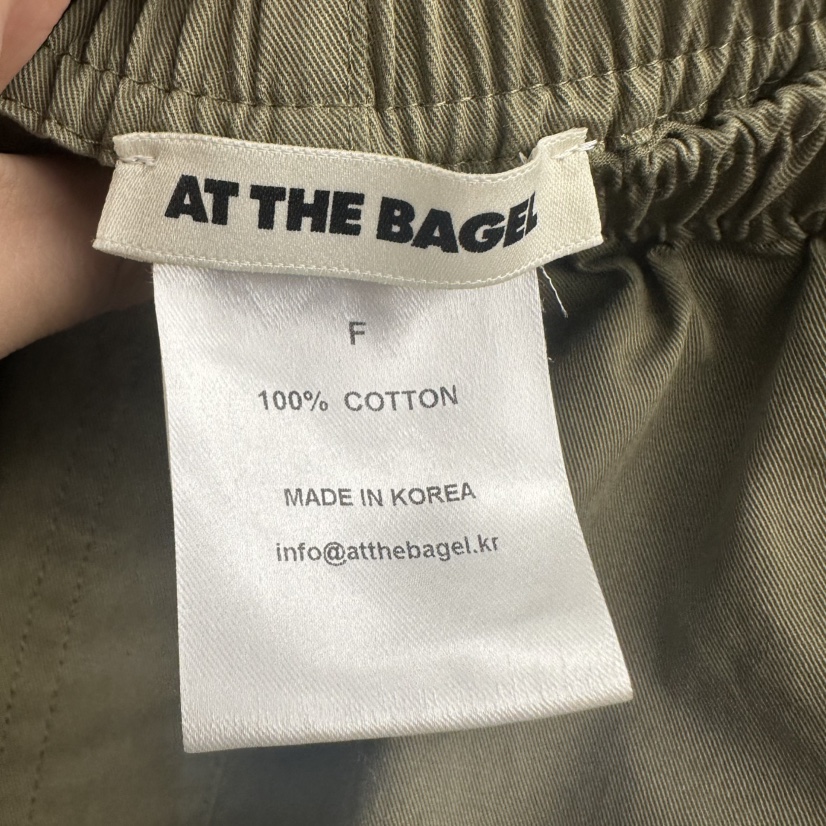 AT THE BAGEL
F
100% COTTON
MADE IN KOREA
info@atthebagel.kr